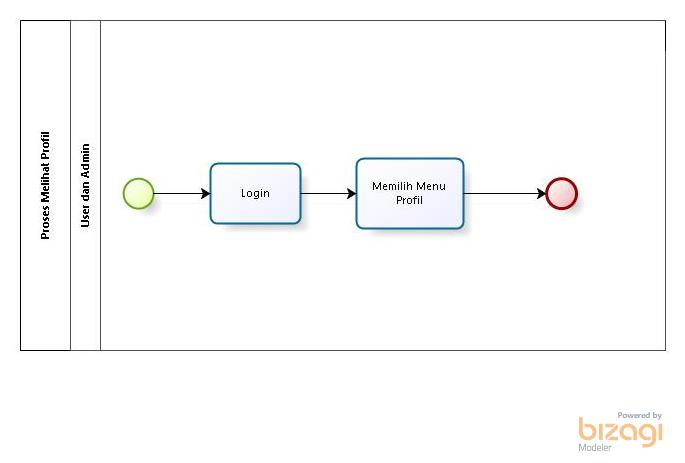 Proses Melihat Profil
User dan Admin
Login
Memilih Menu
Profil
Powered by
bizagi
Modeler